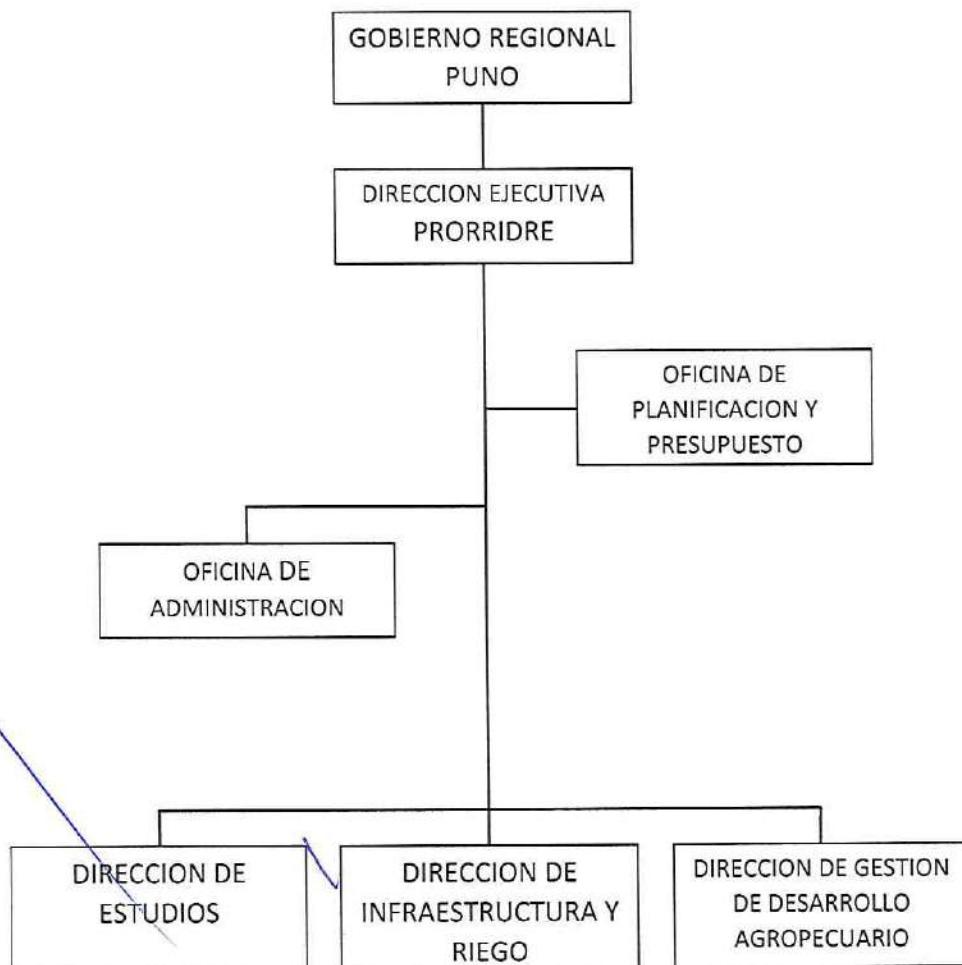 GOBIERNO REGIONAL
PUNO
DIRECCION EJECUTIVA
PRORRIDRE
OFICINA DE
PLANIFICACION Y
PRESUPUESTO
OFICINA DE
ADMINISTRACION
DIRECCION DE
ESTUDIOS
DIRECCION DE
INFRAESTRUCTURA Y
RIEGO
DIRECCION DE GESTION
DE DESARROLLO
AGROPECUARIO